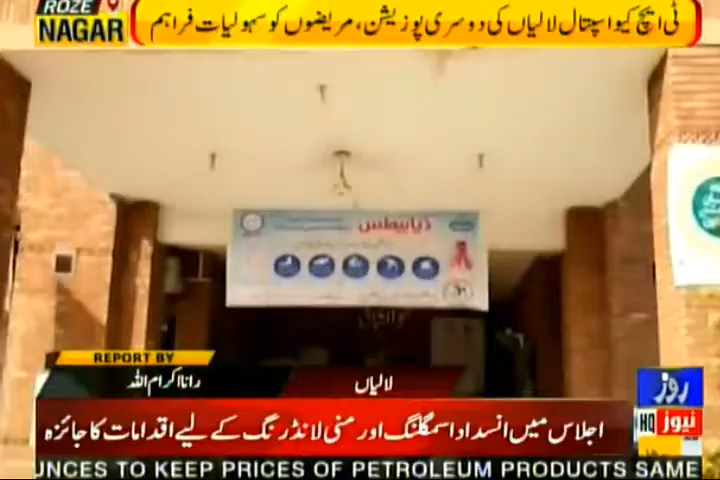 ROZE
NAGAR
ٹی ایچ کیو اسپتال لالیاں کی دوسری پوزیشن، مریضوں کو سہولیات فراہم
ذیابیطس
REPORT BY
رانا اکرام اللہ
لالیاں
روز
HQ نیوز
اجلاس میں انسداد اسمگلنگ اور منی لانڈرنگ کے لیے اقدامات کا جائزہ
UNCES TO KEEP PRICES OF PETROLEUM PRODUCTS SAME